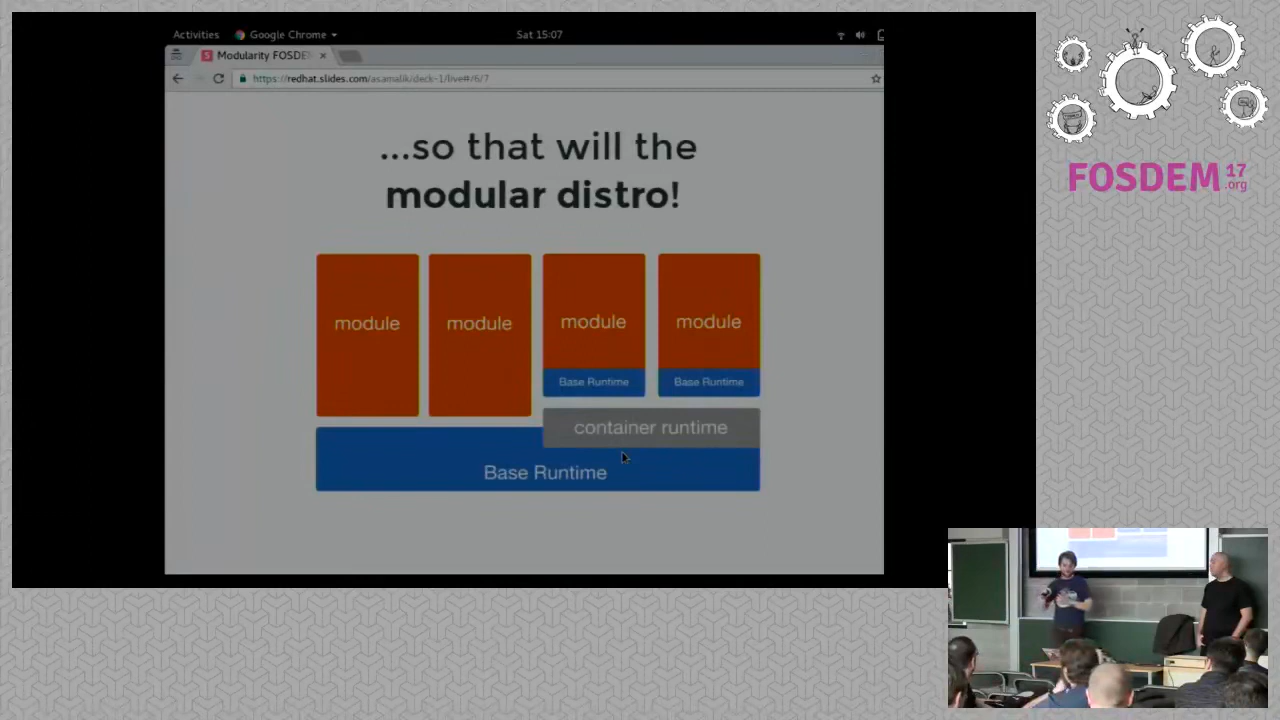 Activities
Google Chrome
Sat 15:07
Modularity FOSDE
https://redhat.slides.com/asamalik/deck-1/live#/6/7
...so that will the
modular distro!
module
module
module
module
Base Runtime
Base Runtime
container runtime
Base Runtime
FOSDEM 17
.org